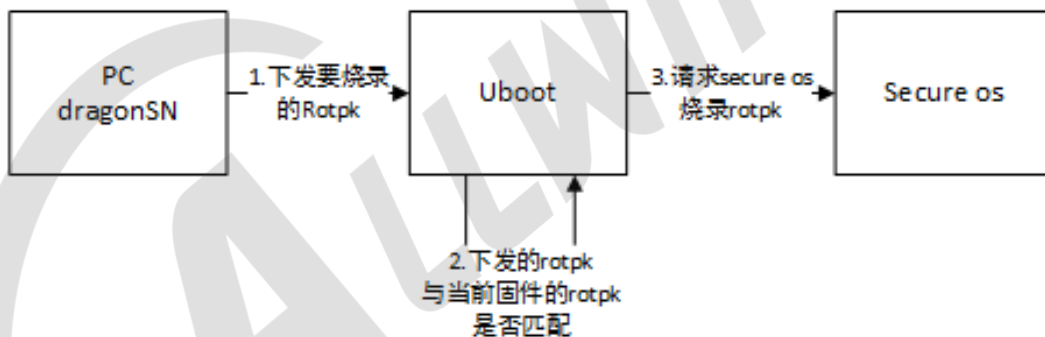 PC
dragonSN
1.下发要烧录
的Rotpk
Uboot
3.请求secure os
烧录rotpk
Secure os
2.下发的rotpk
与当前固件的rotpk
是否匹配
ALLWI